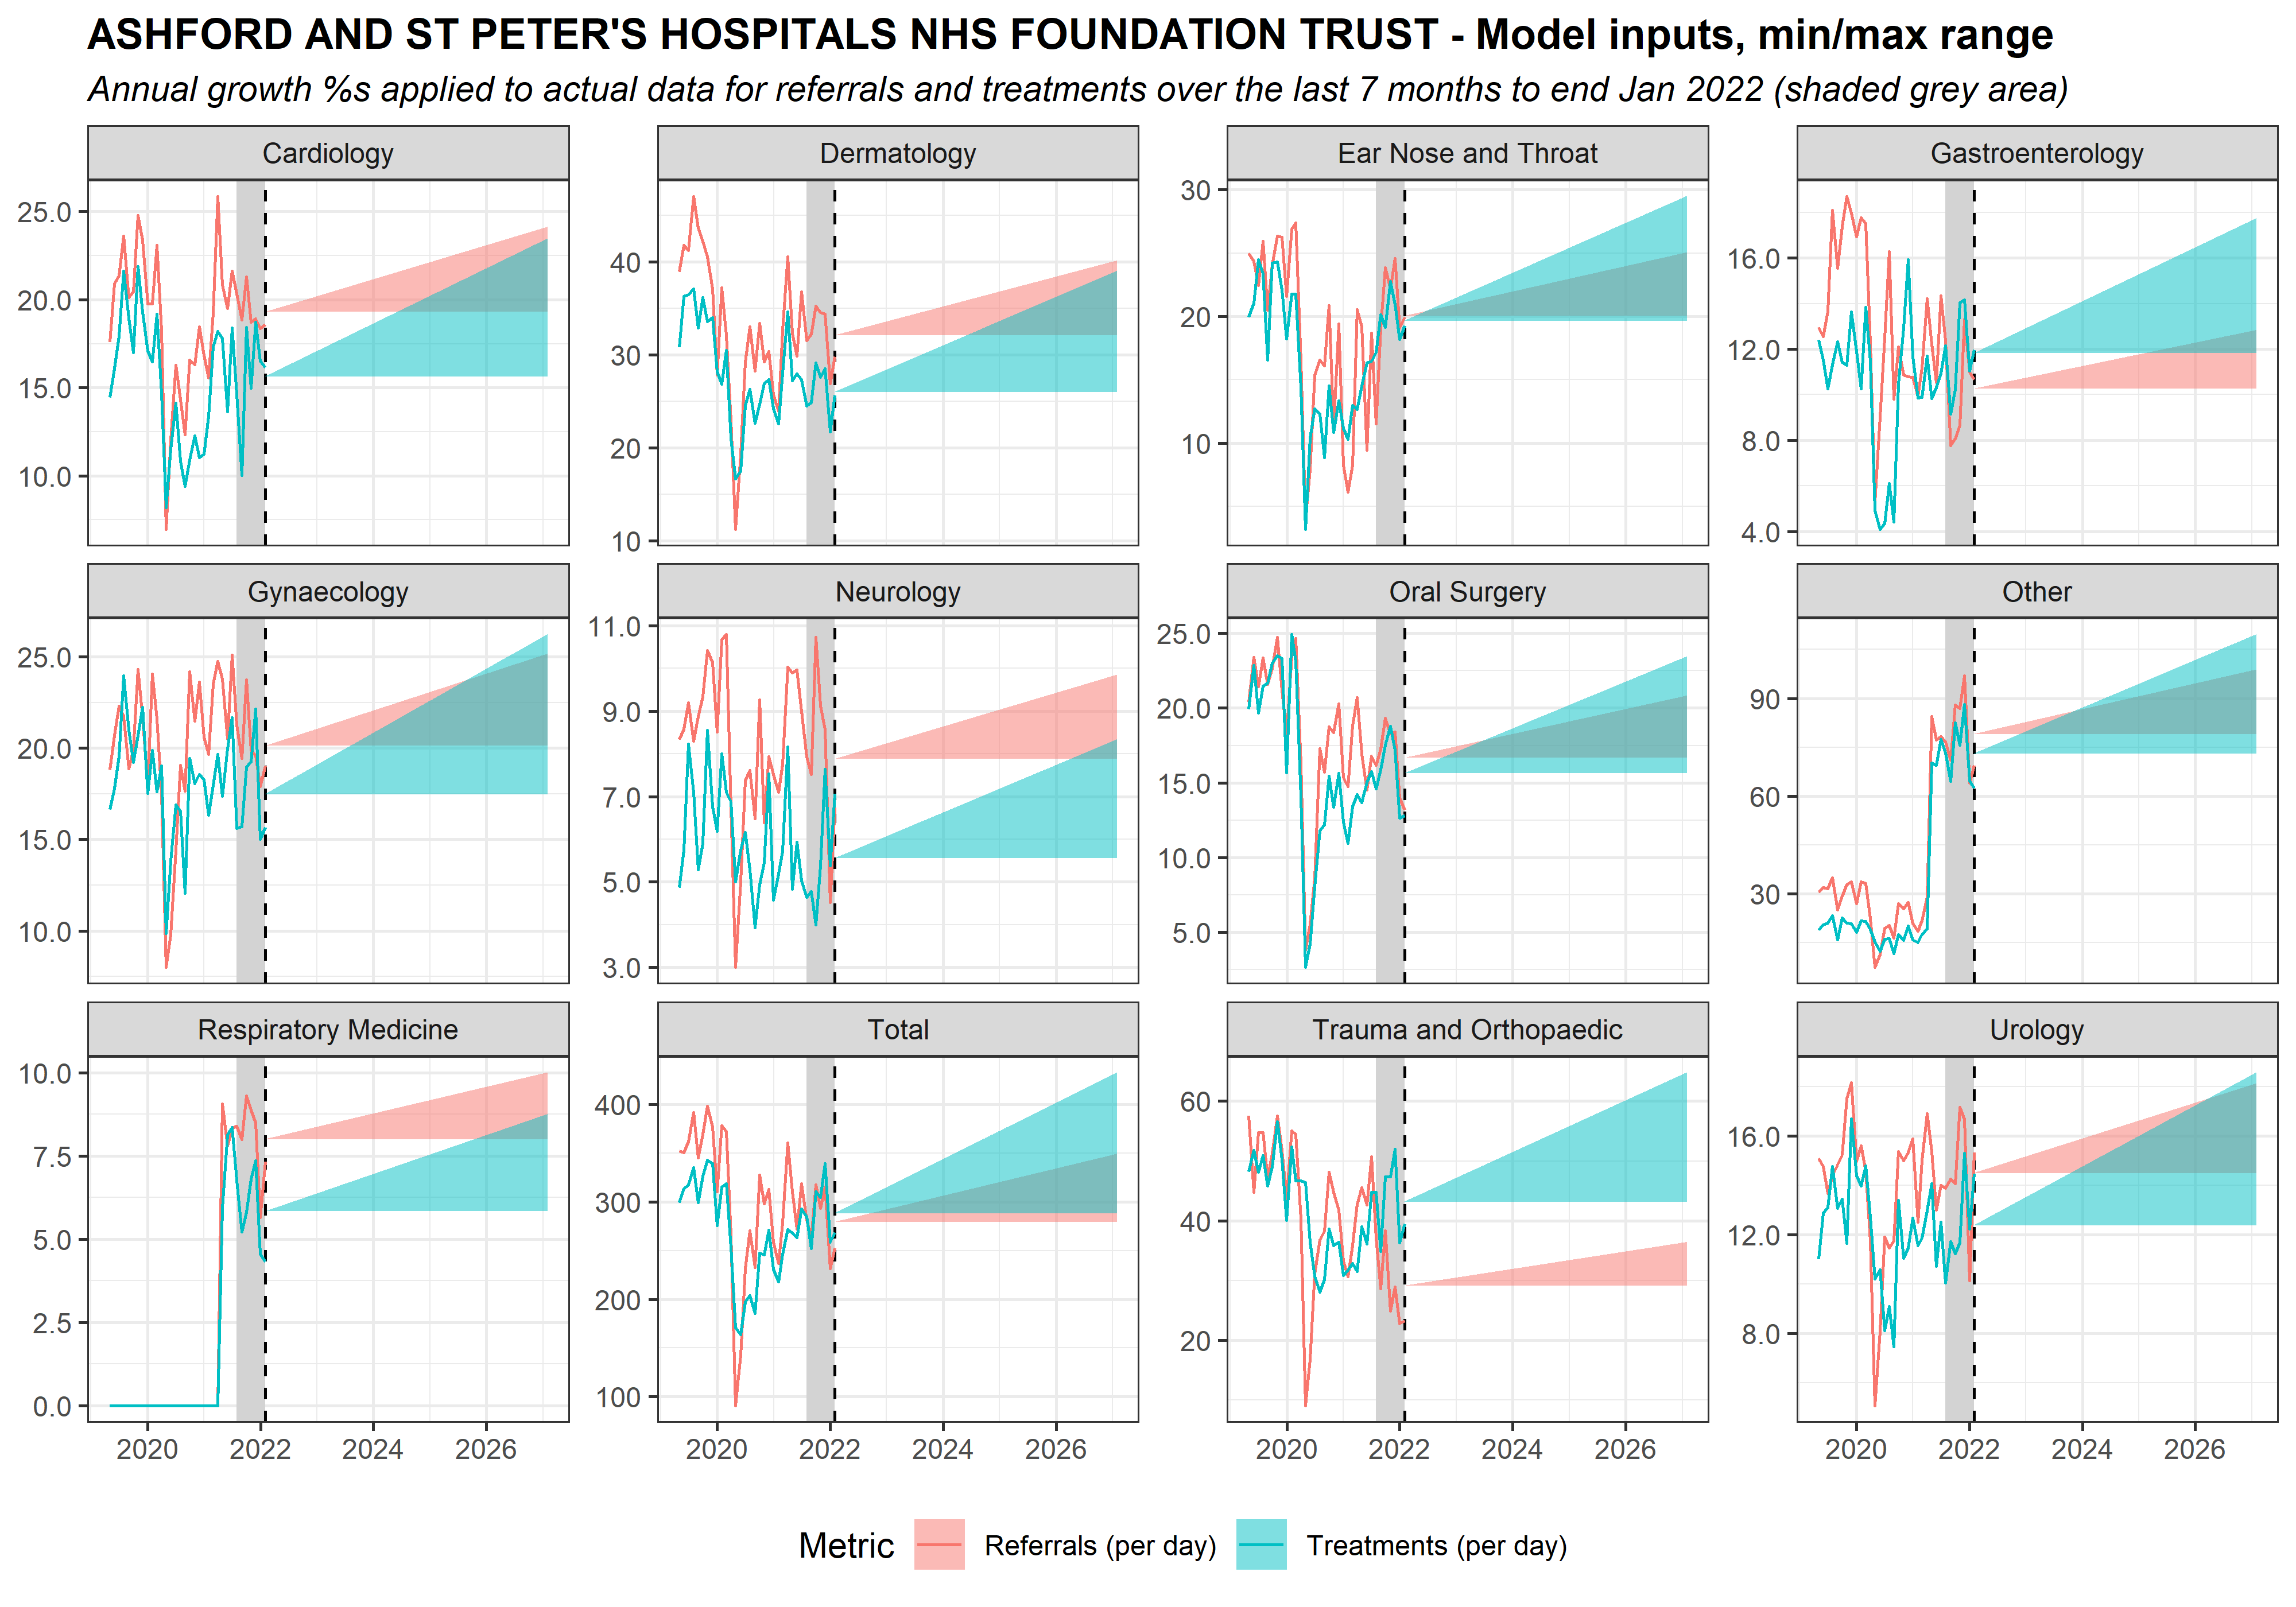 ASHFORD AND ST PETER'S HOSPITALS NHS FOUNDATION TRUST - Model inputs, min/max range
Annual growth %s applied to actual data for referrals and treatments over the last 7 months to end Jan 2022 (shaded grey area)
Cardiology
25.0
20.0
15.0
10.0
Dermatology
40
30
20
10
Ear Nose and Throat
30
20
10
Gastroenterology
16.0
12.0
8.0
4.0
Gynaecology
25.0
20.0
15.0
10.0
Neurology
11.0
9.0
7.0
5.0
3.0
Oral Surgery
25.0
20.0
15.0
10.0
5.0
Other
90
60
30
Respiratory Medicine
10.0
7.5
5.0
2.5
0.0
2020 2022 2024 2026
Total
400
300
200
100
2020 2022 2024 2026
Trauma and Orthopaedic
60
40
20
2020 2022 2024 2026
Urology
16.0
12.0
8.0
2020 2022 2024 2026
Metric Referrals (per day) Treatments (per day)